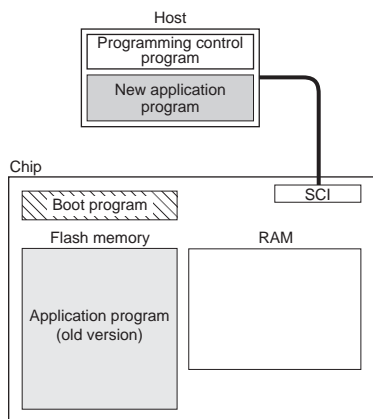 Host
Programming control
program
New application
program
Chip
SCI
Boot program
Flash memory
RAM
Application program
(old version)